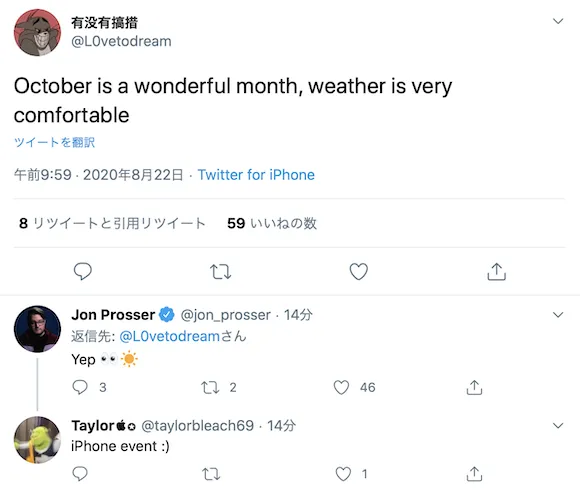 有没有搞措
@L0vetodream
October is a wonderful month, weather is very
comfortable
ツイートを翻訳
午前9:59 · 2020年8月22日 · Twitter for iPhone
8 リツイートと引用リツイート 59 いいねの数
Jon Prosser @jon_prosser · 14分
返信先: @L0vetodreamさん
Yep 👀☀️
3 2 46
Taylor @taylorbleach69 · 14分
iPhone event :)
1